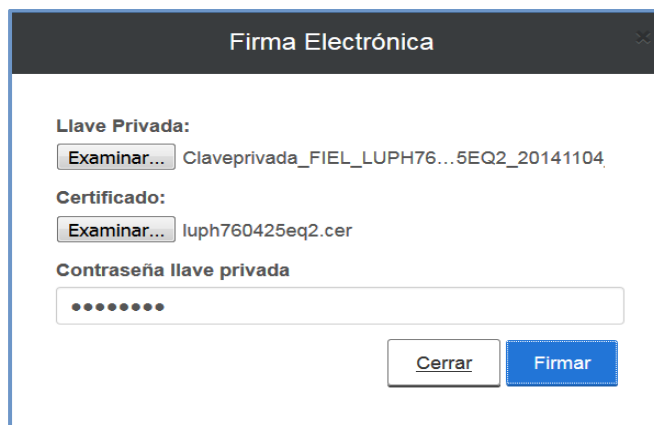 Firma Electrónica
Llave Privada:
Examinar... Claveprivada_FIEL_LUPH76...5EQ2_20141104
Certificado:
Examinar... luph760425eq2.cer
Contraseña llave privada
••••••••
Cerrar Firmar